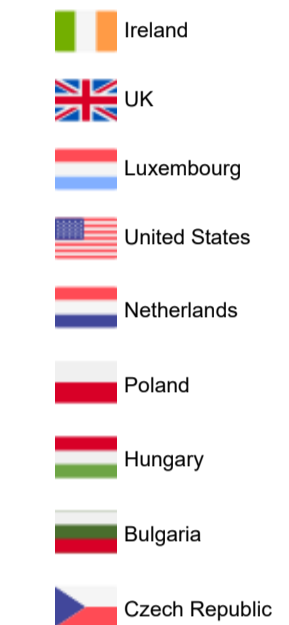 Ireland
UK
Luxembourg
United States
Netherlands
Poland
Hungary
Bulgaria
Czech Republic